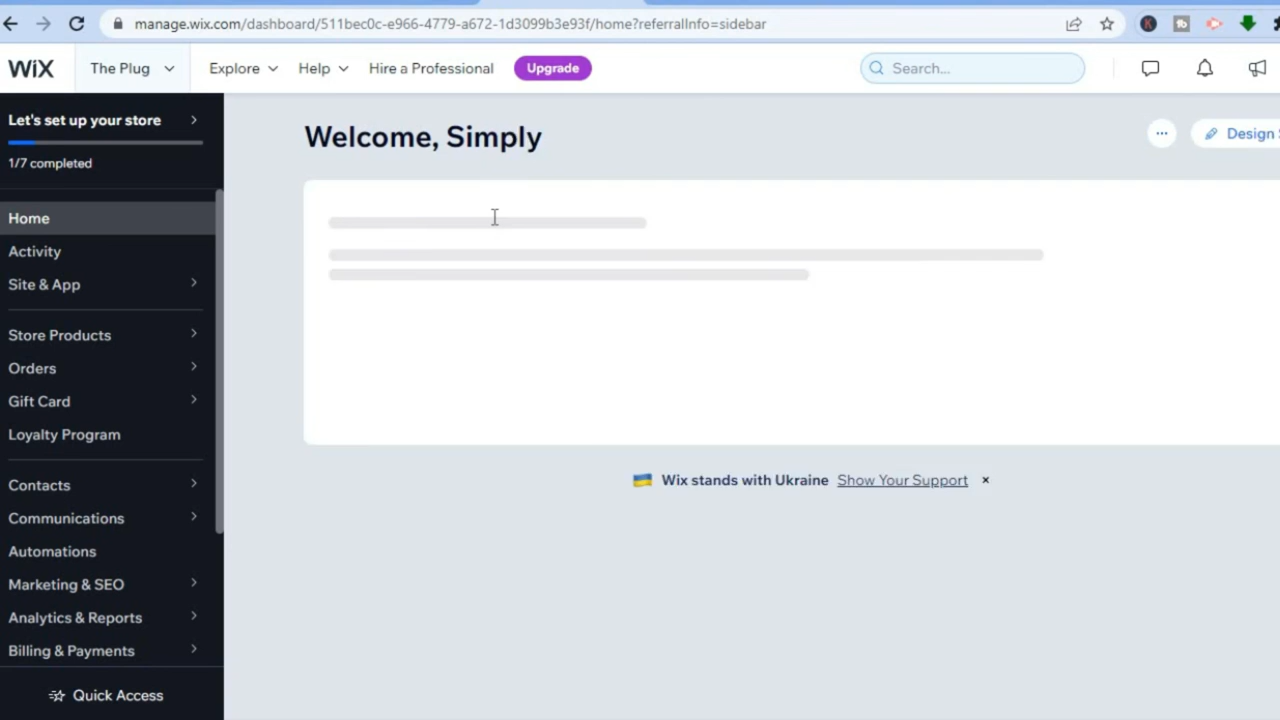 manage.wix.com/dashboard/511bec0c-e966-4779-a672-1d3099b3e93f/home?referralInfo=sidebar
WiX The Plug Explore Help Hire a Professional Upgrade Search...
Let's set up your store
1/7 completed
Welcome, Simply
Design
Home
Activity
Site & App
Store Products
Orders
Gift Card
Loyalty Program
Wix stands with Ukraine Show Your Support ×
Contacts
Communications
Automations
Marketing & SEO
Analytics & Reports
Billing & Payments
Quick Access